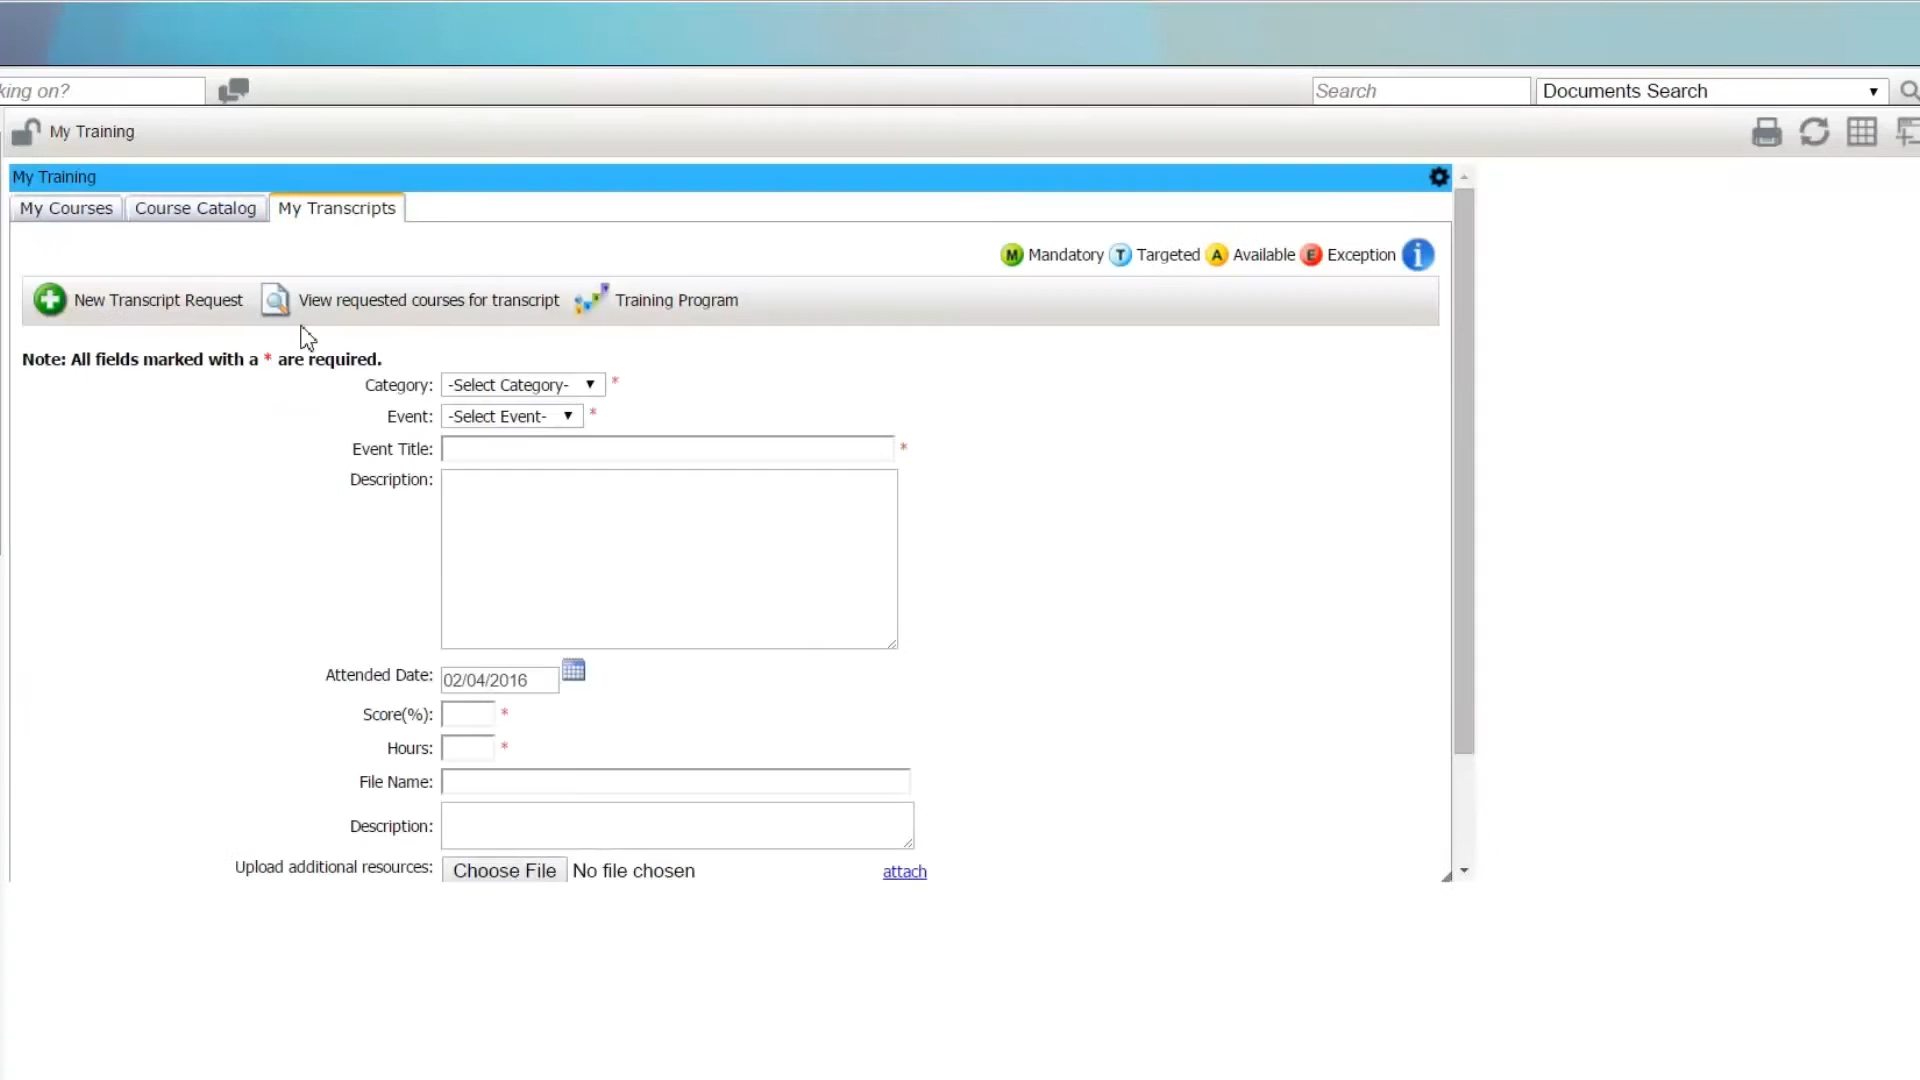 king on?
Search
Documents Search
My Training
My Training
My Courses
Course Catalog
My Transcripts
M Mandatory T Targeted A Available E Exception i
New Transcript Request
View requested courses for transcript
Training Program
Note: All fields marked with a * are required.
Category: -Select Category- *
Event: -Select Event- *
Event Title: *
Description:
Attended Date: 02/04/2016
Score(%): *
Hours: *
File Name:
Description:
Upload additional resources: Choose File No file chosen attach